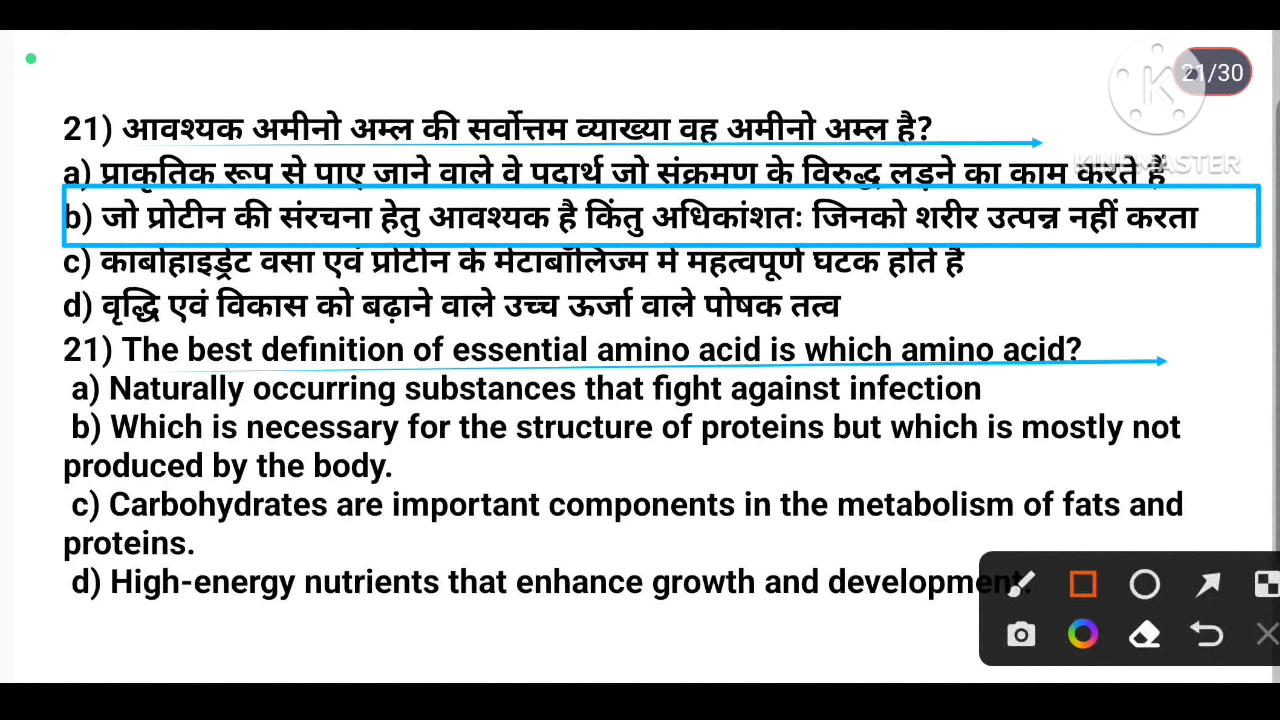 21/30
KINEMASTER
21) आवश्यक अमीनो अम्ल की सर्वोत्तम व्याख्या वह अमीनो अम्ल है?
a) प्राकृतिक रूप से पाए जाने वाले वे पदार्थ जो संक्रमण के विरुद्ध लड़ने का काम करते हैं
b) जो प्रोटीन की संरचना हेतु आवश्यक है किंतु अधिकांशतः जिनको शरीर उत्पन्न नहीं करता
c) कार्बोहाइड्रेट वसा एवं प्रोटीन के मेटाबॉलिज्म में महत्वपूर्ण घटक होते हैं
d) वृद्धि एवं विकास को बढ़ाने वाले उच्च ऊर्जा वाले पोषक तत्व
21) The best definition of essential amino acid is which amino acid?
a) Naturally occurring substances that fight against infection
b) Which is necessary for the structure of proteins but which is mostly not
produced by the body.
c) Carbohydrates are important components in the metabolism of fats and
proteins.
d) High-energy nutrients that enhance growth and development.